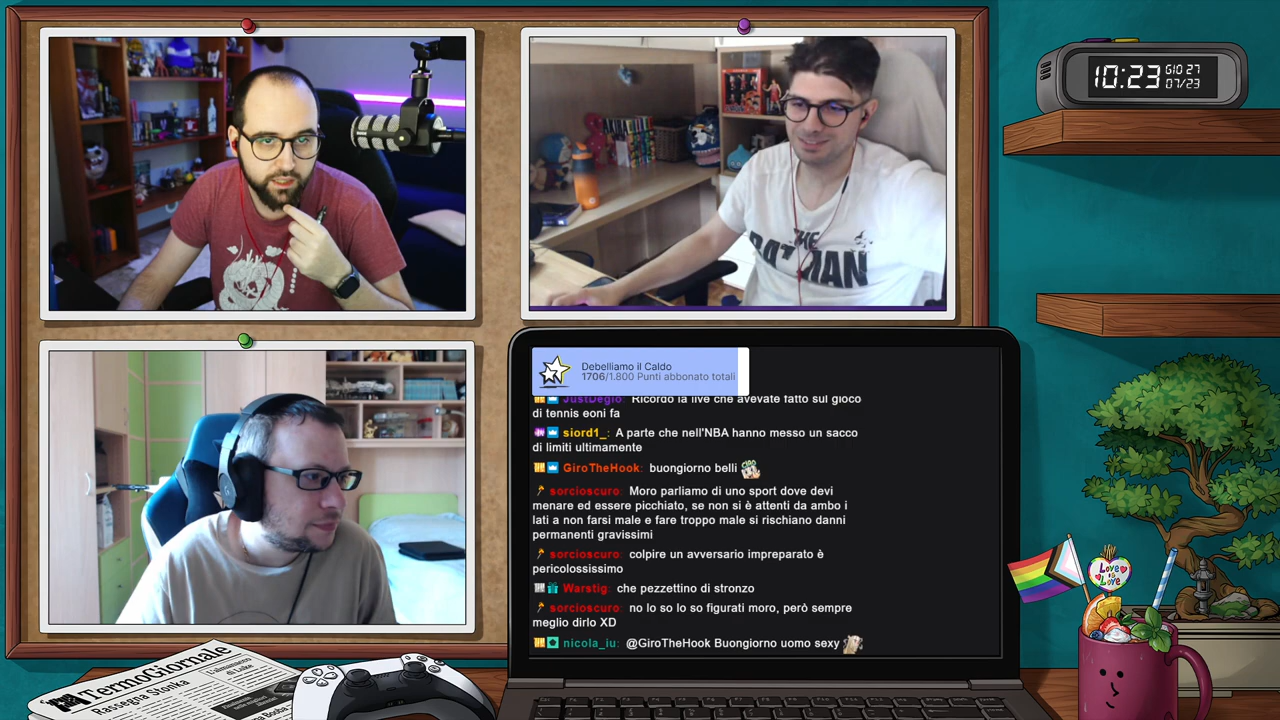 10:23 GIO 27
07/23
THE
BATMAN
Debelliamo il Caldo
1706/1.800 Punti abbonato totali
JustDegio: Ricordo la live che avevate fatto sul gioco
di tennis eoni fa
siord1_: A parte che nell'NBA hanno messo un sacco
di limiti ultimamente
GiroTheHook: buongiorno belli
sorcioscuro: Moro parliamo di uno sport dove devi
menare ed essere picchiato, se non si è attenti da ambo i
lati a non farsi male e fare troppo male si rischiano danni
permanenti gravissimi
sorcioscuro: colpire un avversario impreparato è
pericolossissimo
Warstig: che pezzettino di stronzo
sorcioscuro: no lo so lo so figurati moro, però sempre
meglio dirlo XD
nicola_iu: @GiroTheHook Buongiorno uomo sexy
Love
is
Love
TermoGiornale
Rassegna Stonka